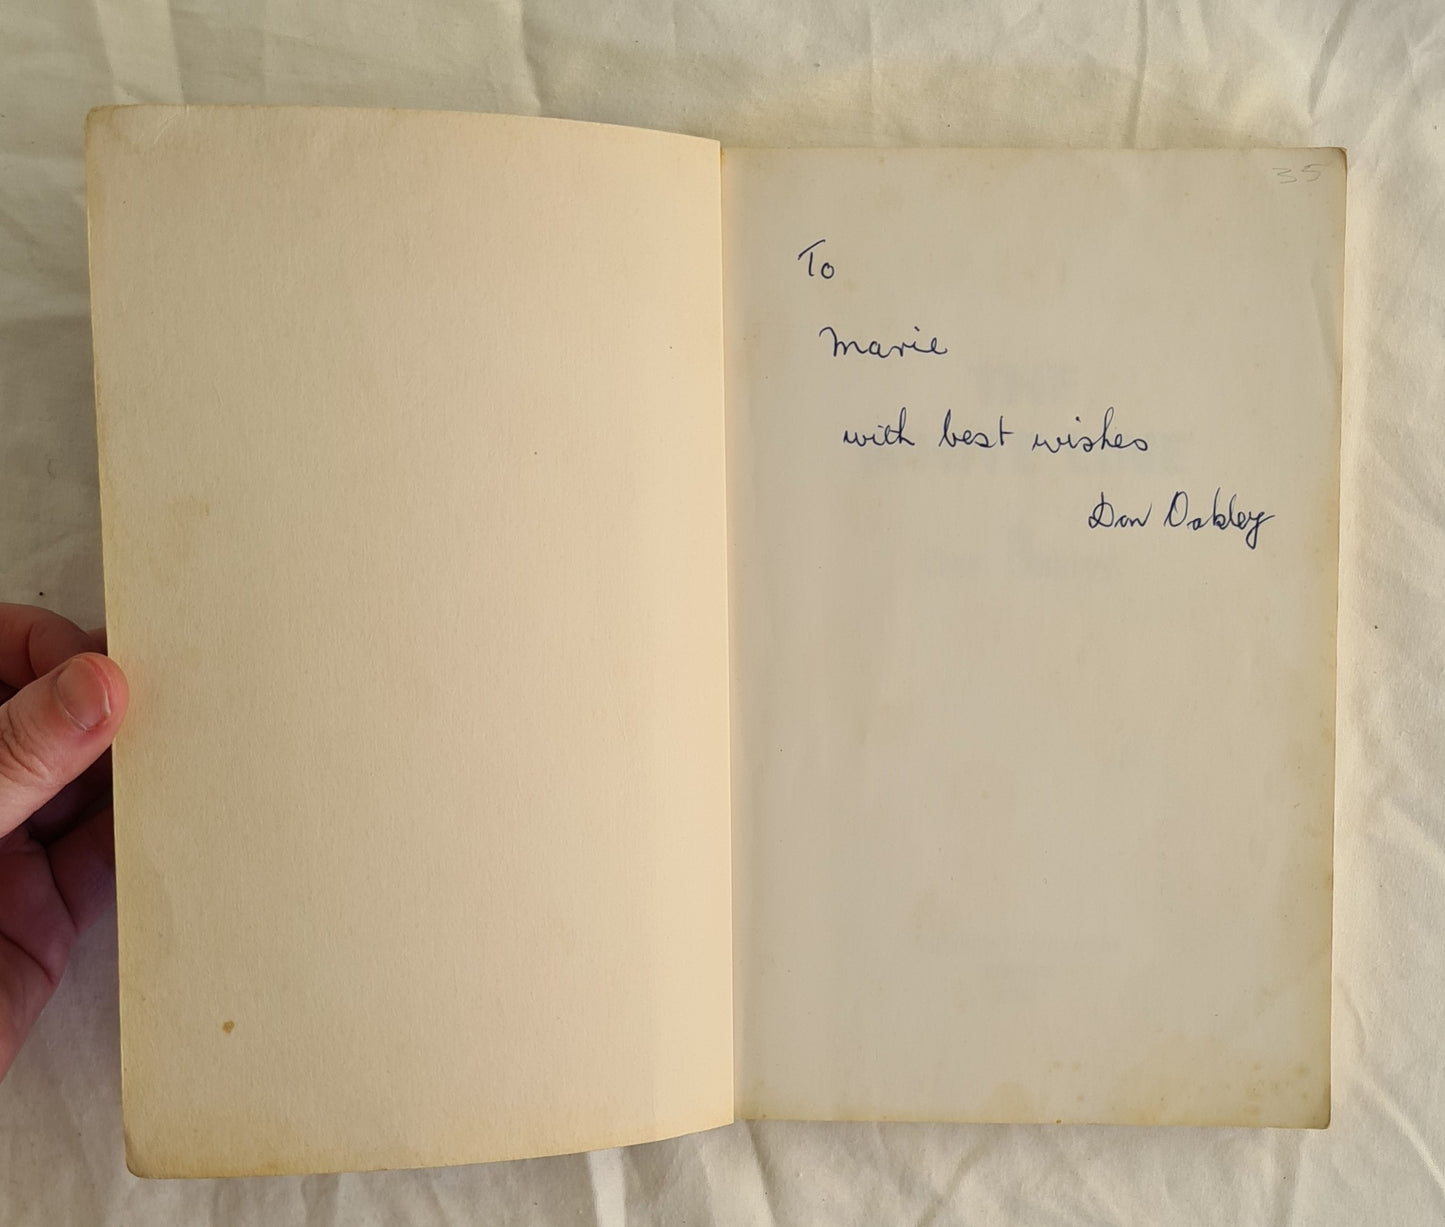 35
To
Marie
with best wishes
Don Oakley